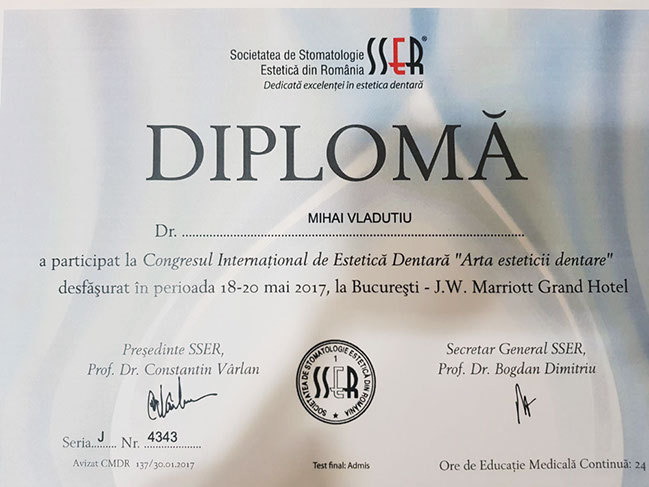 Societatea de Stomatologie
Estetică din România
SSER®
Dedicată excelenței în estetica dentară
DIPLOMĂ
Dr. MIHAI VLADUTIU
a participat la Congresul Internațional de Estetică Dentară "Arta esteticii dentare"
desfășurat în perioada 18-20 mai 2017, la București - J.W. Marriott Grand Hotel
Președinte SSER,
Prof. Dr. Constantin Vârlan
SOCIETATEA DE STOMATOLOGIE ESTETICĂ DIN ROMÂNIA
1
SSER
Secretar General SSER,
Prof. Dr. Bogdan Dimitriu
Seria..J..... Nr. 4343
Avizat CMDR 137/30.01.2017
Test final: Admis
Ore de Educație Medicală Continuă: 24